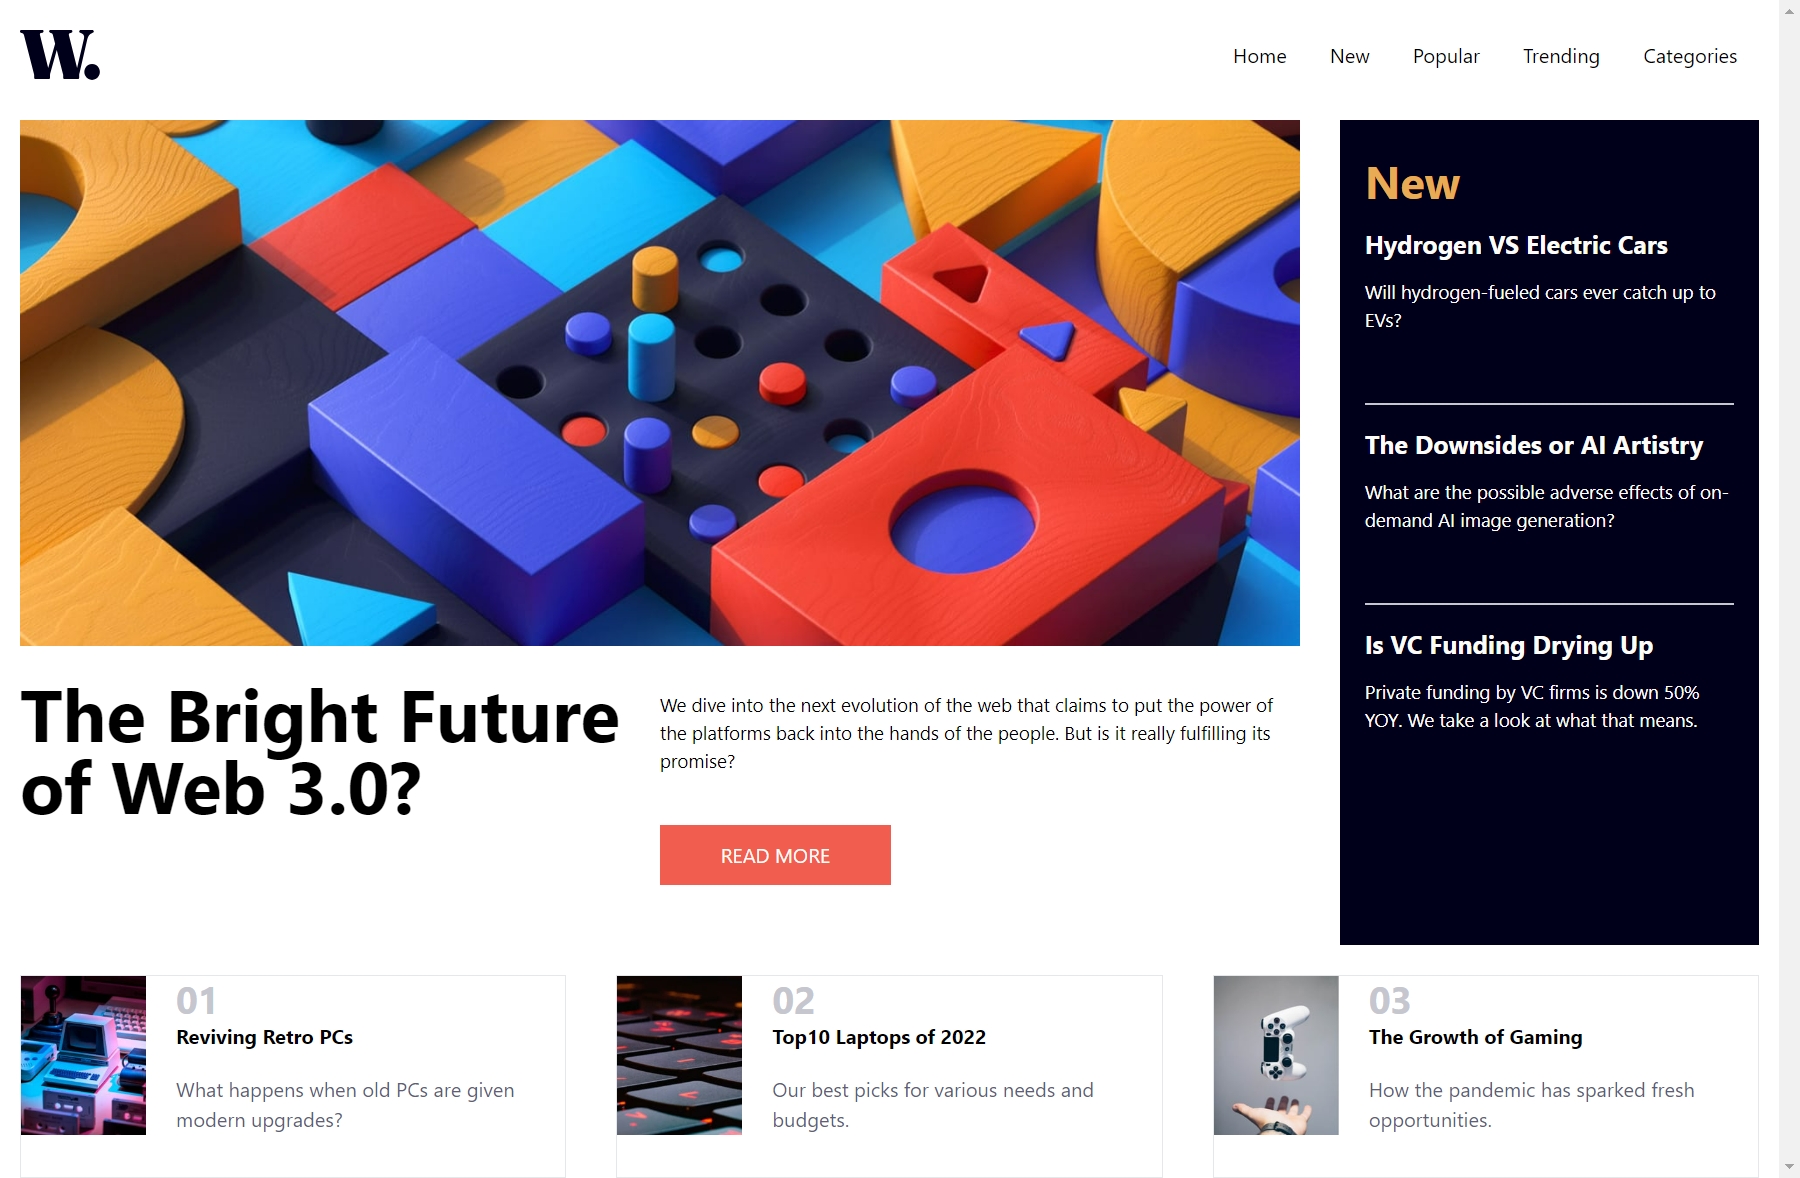 W.
Home New Popular Trending Categories
New
Hydrogen VS Electric Cars
Will hydrogen-fueled cars ever catch up to
EVs?
The Downsides or AI Artistry
What are the possible adverse effects of on-
demand AI image generation?
Is VC Funding Drying Up
Private funding by VC firms is down 50%
YOY. We take a look at what that means.
The Bright Future
of Web 3.0?
We dive into the next evolution of the web that claims to put the power of
the platforms back into the hands of the people. But is it really fulfilling its
promise?
READ MORE
01
Reviving Retro PCs
What happens when old PCs are given
modern upgrades?
02
Top10 Laptops of 2022
Our best picks for various needs and
budgets.
03
The Growth of Gaming
How the pandemic has sparked fresh
opportunities.